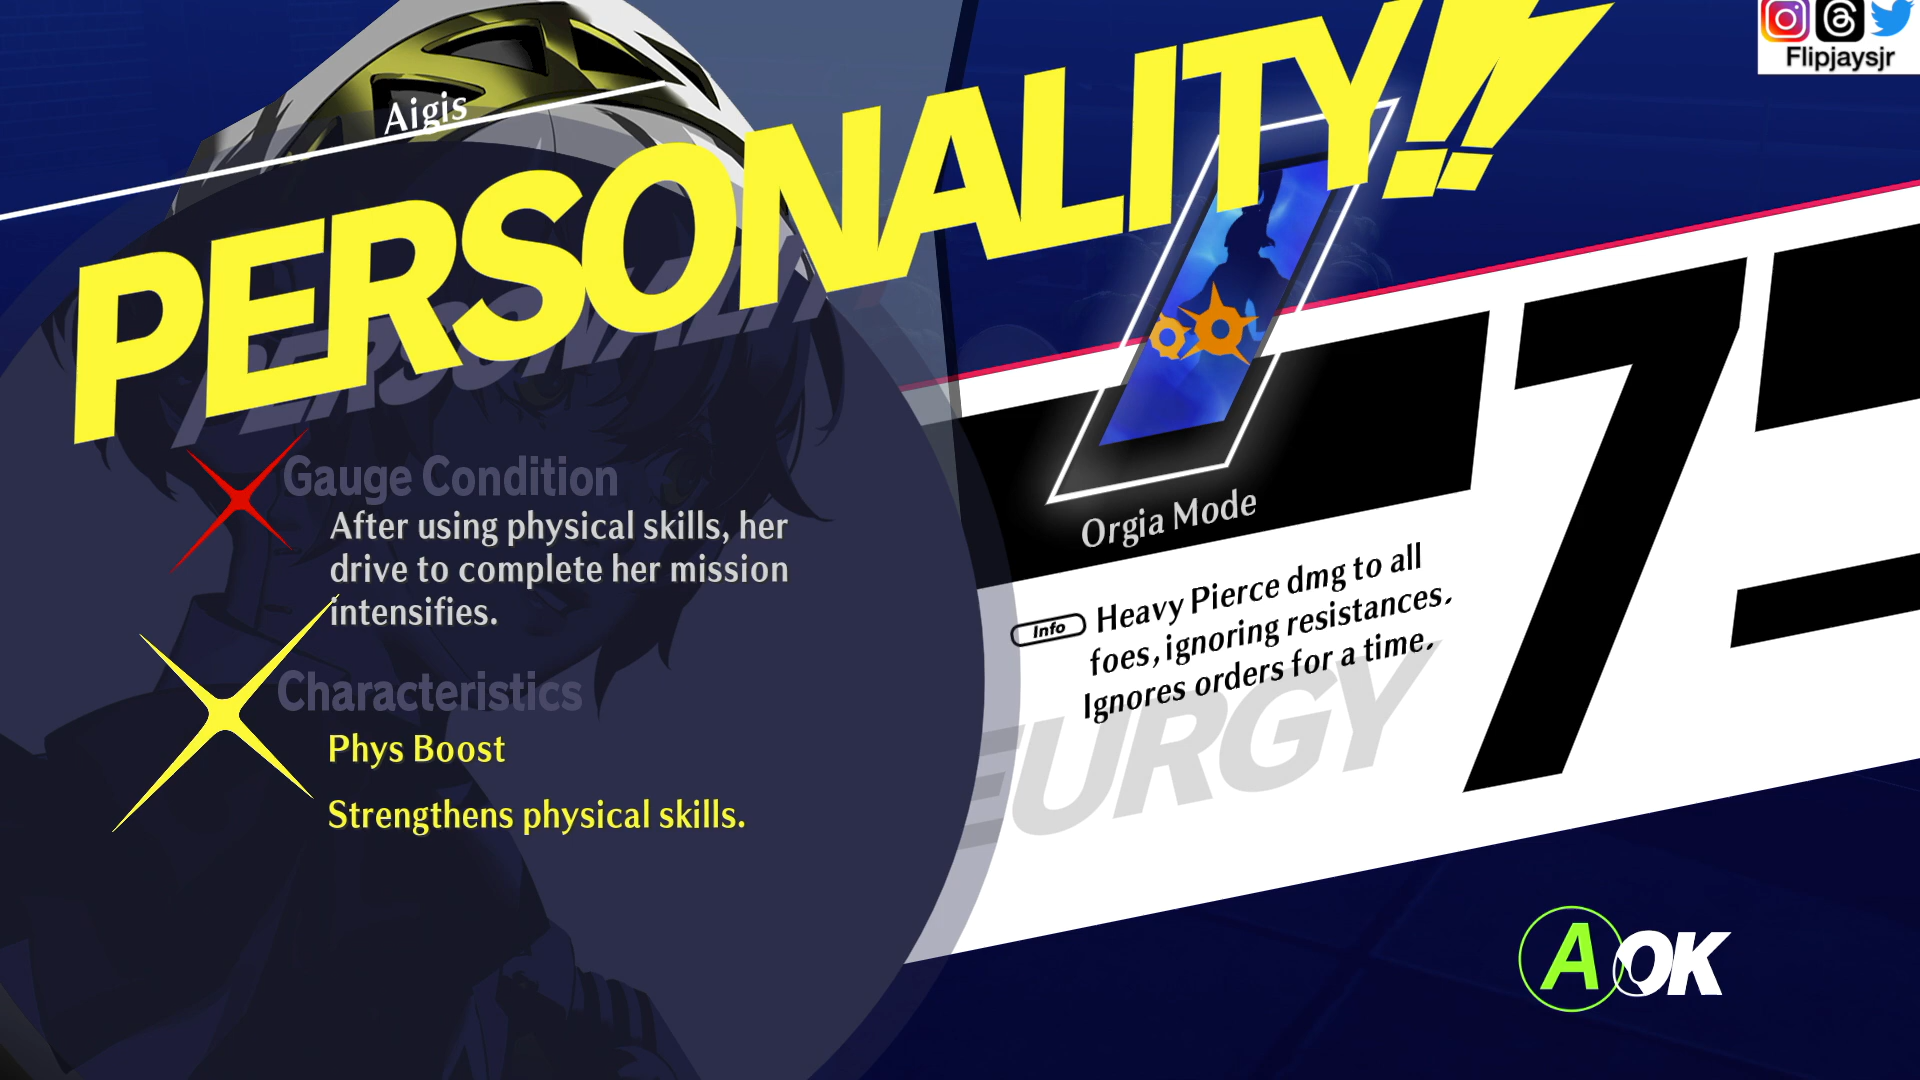 Flipjaysjr
Aigis
PERSONALITY!!
Gauge Condition
After using physical skills, her
drive to complete her mission
intensifies.
Characteristics
Phys Boost
Strengthens physical skills.
Orgia Mode
Info Heavy Pierce dmg to all
foes, ignoring resistances.
Ignores orders for a time.
EURGY
A OK